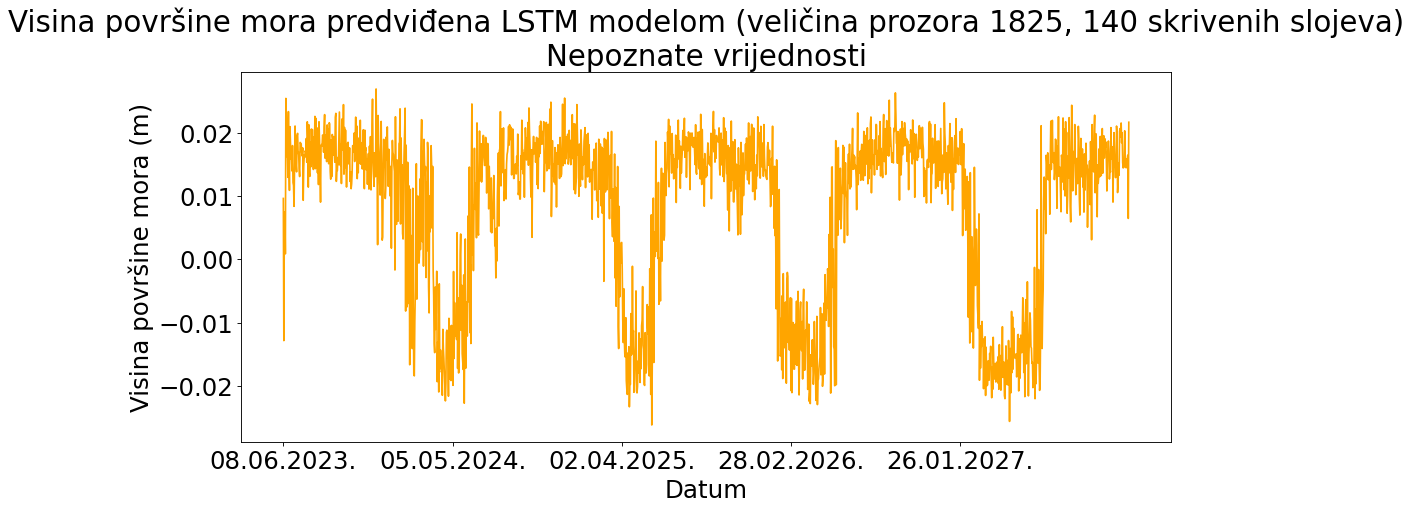 Visina površine mora predviđena LSTM modelom (veličina prozora 1825, 140 skrivenih slojeva)
Nepoznate vrijednosti
Visina površine mora (m)
0.02
0.01
0.00
−0.01
−0.02
08.06.2023. 05.05.2024. 02.04.2025. 28.02.2026. 26.01.2027.
Datum